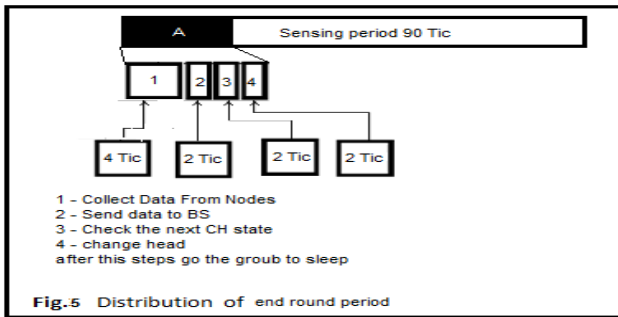 A Sensing period 90 Tic
1 2 3 4
4 Tic 2 Tic 2 Tic 2 Tic
1 - Collect Data From Nodes
2 - Send data to BS
3 - Check the next CH state
4 - change head
after this steps go the groub to sleep
Fig.5 Distribution of end round period